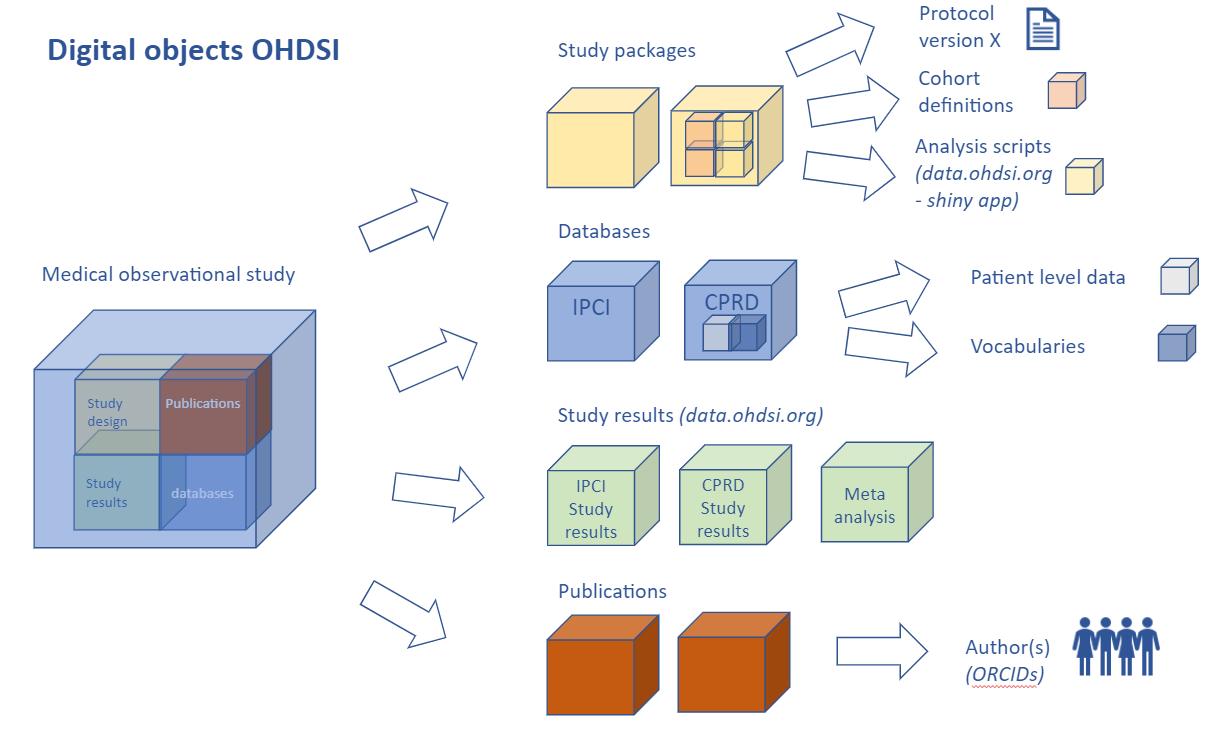 Digital objects OHDSI
Study packages
Protocol
version X
Cohort
definitions
Analysis scripts
(data.ohdsi.org
- shiny app)
Medical observational study
Study
design
Publications
Study
results
databases
Databases
IPCI
CPRD
Patient level data
Vocabularies
Study results (data.ohdsi.org)
IPCI
Study
results
CPRD
Study
results
Meta
analysis
Publications
Author(s)
(ORCIDs)